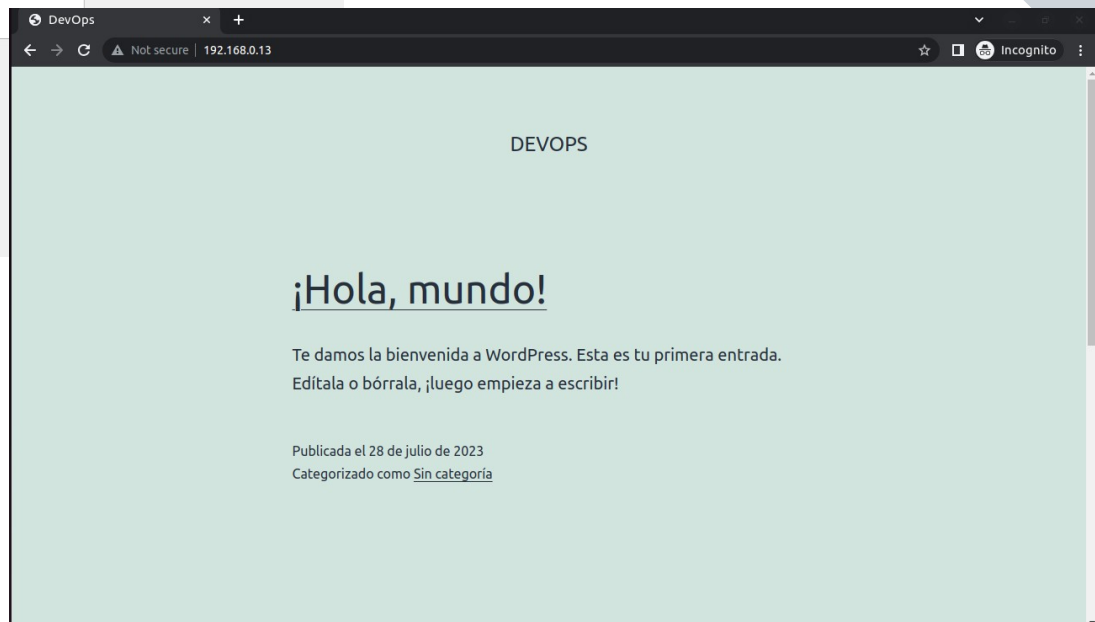 DevOps
Not secure | 192.168.0.13
Incognito
DEVOPS
¡Hola, mundo!
Te damos la bienvenida a WordPress. Esta es tu primera entrada.
Edítala o bórrala, ¡luego empieza a escribir!
Publicada el 28 de julio de 2023
Categorizado como Sin categoría